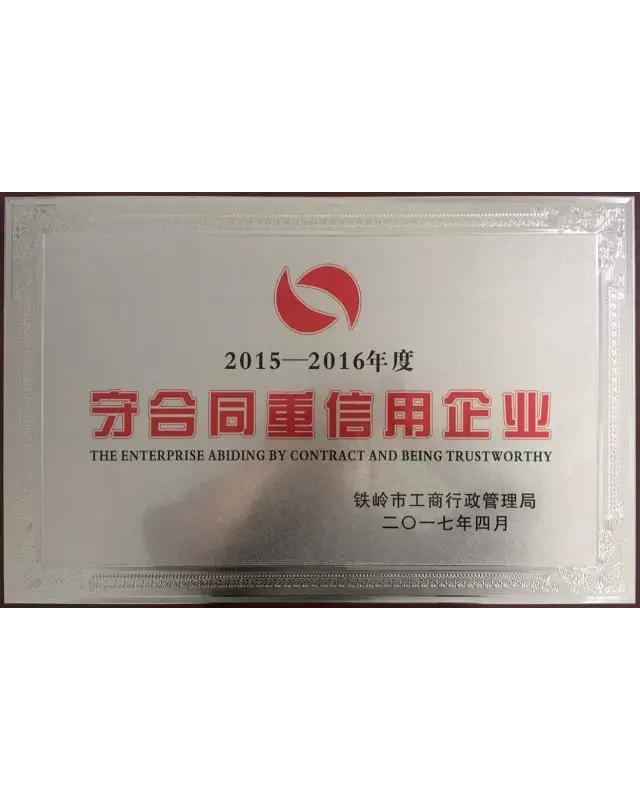 2015—2016年度
守合同重信用企业
THE ENTERPRISE ABIDING BY CONTRACT AND BEING TRUSTWORTHY
铁岭市工商行政管理局
二〇一七年四月